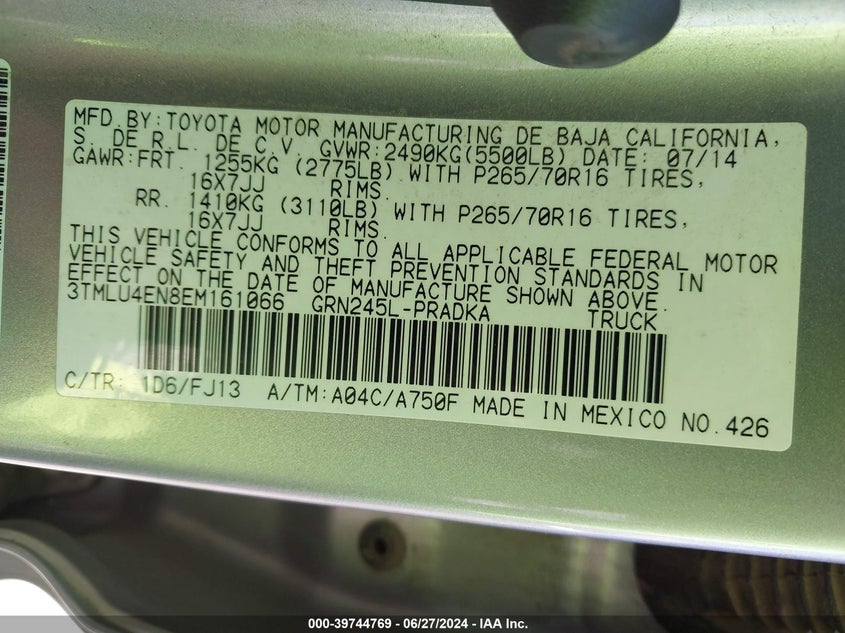 MFD.BY:TOYOTA MOTOR MANUFACTURING DE BAJA CALIFORNIA,
S. DE R.L. DE C.V. GVWR:2490KG(5500LB) DATE: 07/14
GAWR:FRT. 1255KG (2775LB) WITH P265/70R16 TIRES,
16X7JJ RIMS
RR. 1410KG (3110LB) WITH P265/70R16 TIRES,
16X7JJ RIMS
THIS VEHICLE CONFORMS TO ALL APPLICABLE FEDERAL MOTOR
VEHICLE SAFETY AND THEFT PREVENTION STANDARDS IN
EFFECT ON THE DATE OF MANUFACTURE SHOWN ABOVE.
3TMLU4EN8EM161066 GRN245L-PRADKA TRUCK
C/TR: 1D6/FJ13 A/TM:A04C/A750F MADE IN MEXICO NO.426
000-39744769 | 06/27/2024 - IAA Inc.